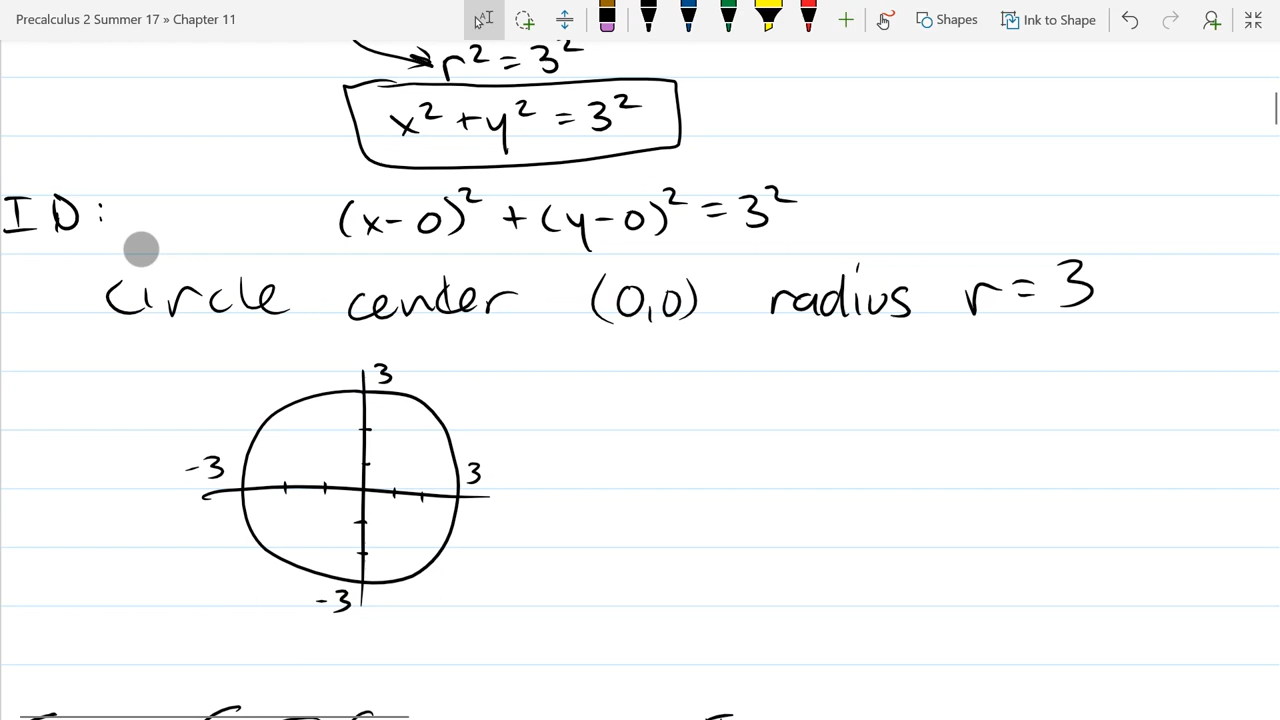 Precalculus 2 Summer 17 » Chapter 11
Shapes
Ink to Shape
r² = 3²
x² + y² = 3²
ID: (x-0)² + (y-0)² = 3²
circle center (0,0) radius r = 3
3
-3 3
-3